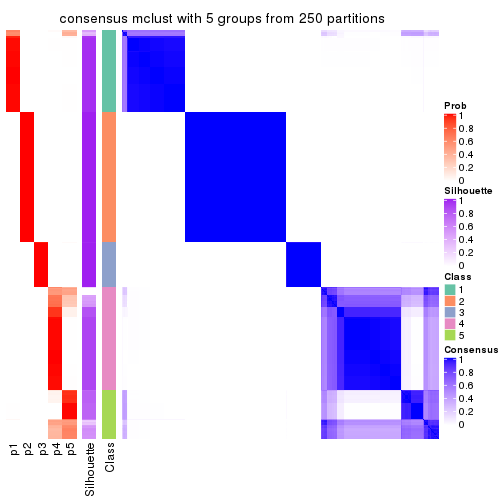 consensus mclust with 5 groups from 250 partitions
Prob
1
0.8
0.6
0.4
0.2
0
Silhouette
1
0.8
0.6
0.4
0.2
0
Class
1
2
3
4
5
Consensus
1
0.8
0.6
0.4
0.2
0
p1
p2
p3
p4
p5
Silhouette
Class